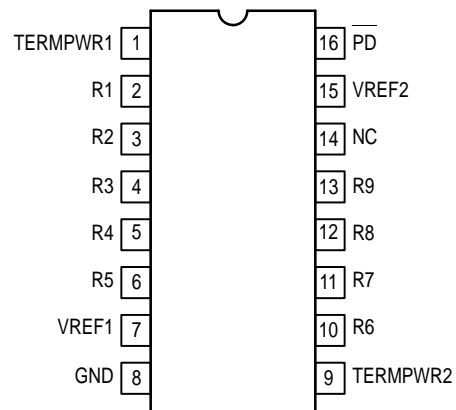 TERMPWR1 1 16 P̅D̅
R1 2 15 VREF2
R2 3 14 NC
R3 4 13 R9
R4 5 12 R8
R5 6 11 R7
VREF1 7 10 R6
GND 8 9 TERMPWR2